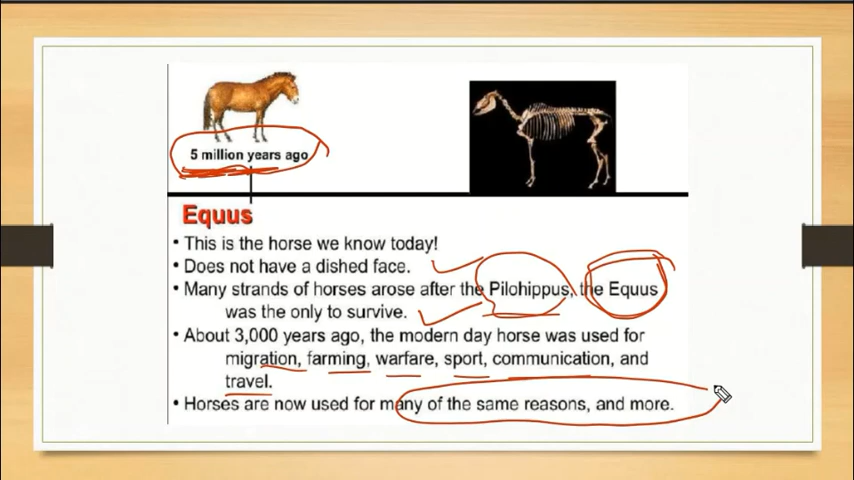 5 million years ago
Equus
• This is the horse we know today!
• Does not have a dished face.
• Many strands of horses arose after the Pilohippus, the Equus
was the only to survive.
• About 3,000 years ago, the modern day horse was used for
migration, farming, warfare, sport, communication, and
travel.
• Horses are now used for many of the same reasons, and more.